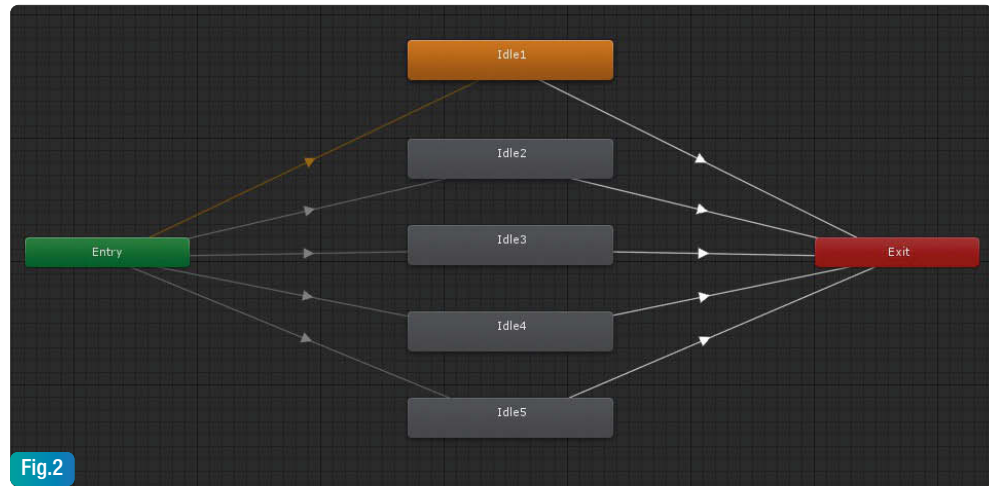 Idle1
Idle2
Idle3
Entry
Exit
Idle4
Idle5
Fig.2